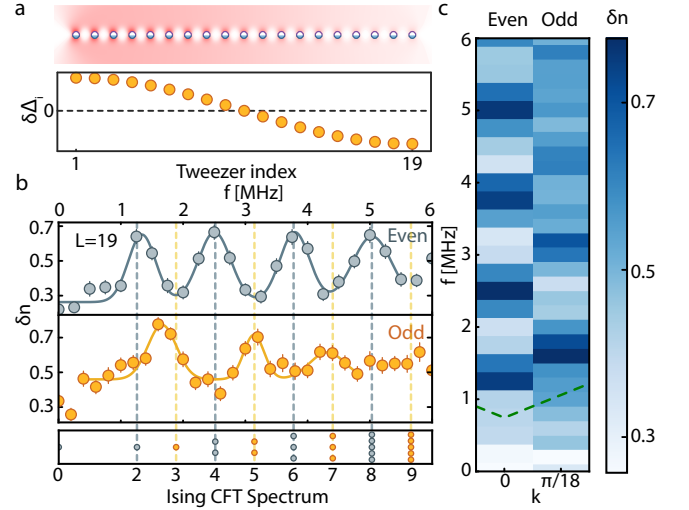 a
δΔi
0
1
19
Tweezer index
b
f [MHz]
0 1 2 3 4 5 6
0.7
0.5
0.3
L=19
Even
δn
0.7
0.5
0.3
Odd
0 1 2 3 4 5 6 7 8 9
Ising CFT Spectrum
c
Even Odd
δn
f [MHz]
6
5
4
3
2
1
0
0 π/18
k
0.7
0.5
0.3